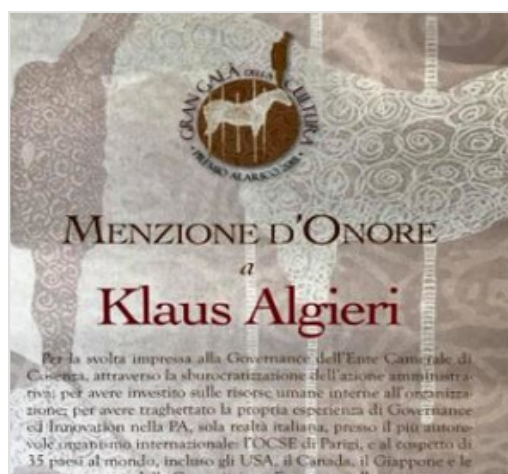 GRAN GALÀ DELLA CULTURA
• PREMIO ALARICO 2018 •
MENZIONE D'ONORE
a
Klaus Algieri
Per la svolta impressa alla Governance dell'Ente Camerale di
Cosenza, attraverso la sburocratizzazione dell'azione amministra-
tiva; per avere investito sulle risorse umane interne all'organizza-
zione; per avere traghettato la propria esperienza di Governance
ed Innovation nella PA, sola realtà italiana, presso il più autore-
vole organismo internazionale: l'OCSE di Parigi, e al cospetto di
35 paesi al mondo, incluso gli USA, il Canada, il Giappone e le